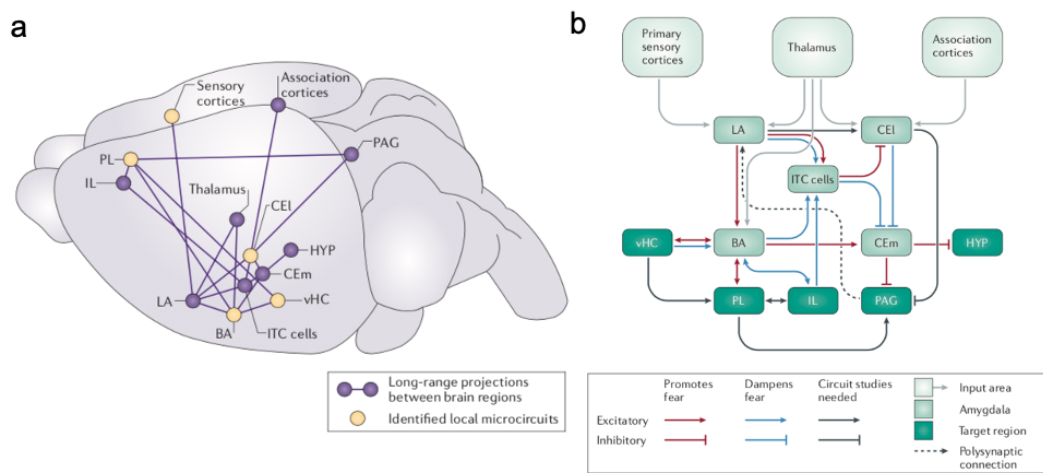 a
Sensory
cortices
Association
cortices
PL
IL
PAG
Thalamus
CEl
HYP
CEm
LA
vHC
BA
ITC cells
Long-range projections
between brain regions
Identified local microcircuits
b
Primary
sensory
cortices
Thalamus
Association
cortices
LA
CEl
ITC cells
vHC
BA
CEm
HYP
PL
IL
PAG
Promotes
fear
Dampens
fear
Circuit studies
needed
Excitatory
Inhibitory
Input area
Amygdala
Target region
Polysynaptic
connection